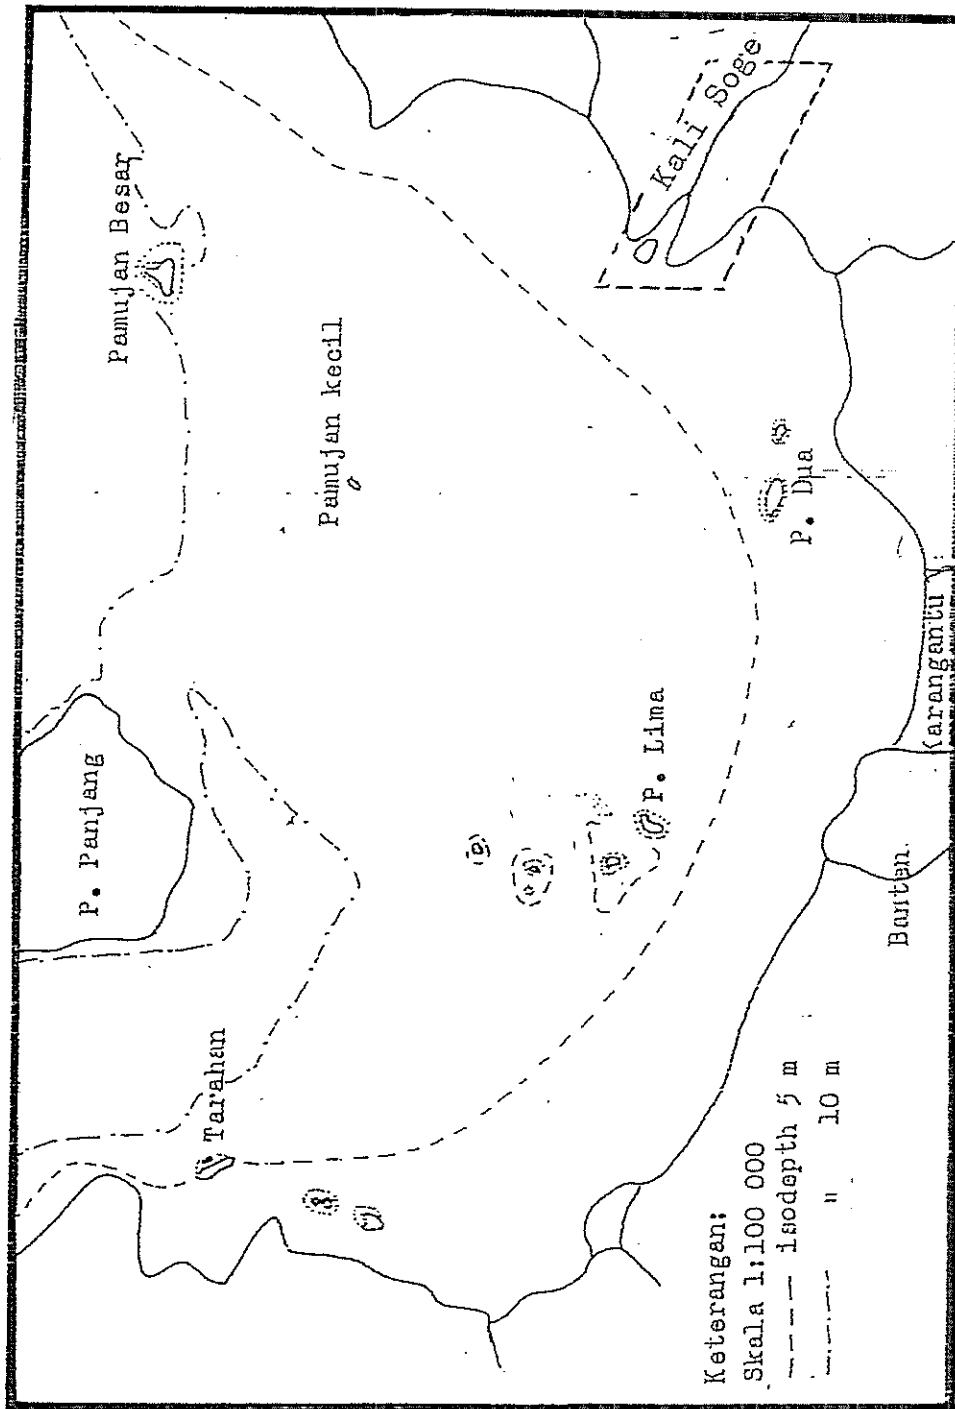 Pamujan Besar
Kali Soge
Pamujan kecil
P. Panjang
P. Dua
P. Lima
Tarahan
Karangantu
Banten
Keterangan:
Skala 1:100 000
isodepth 5 m
" 10 m